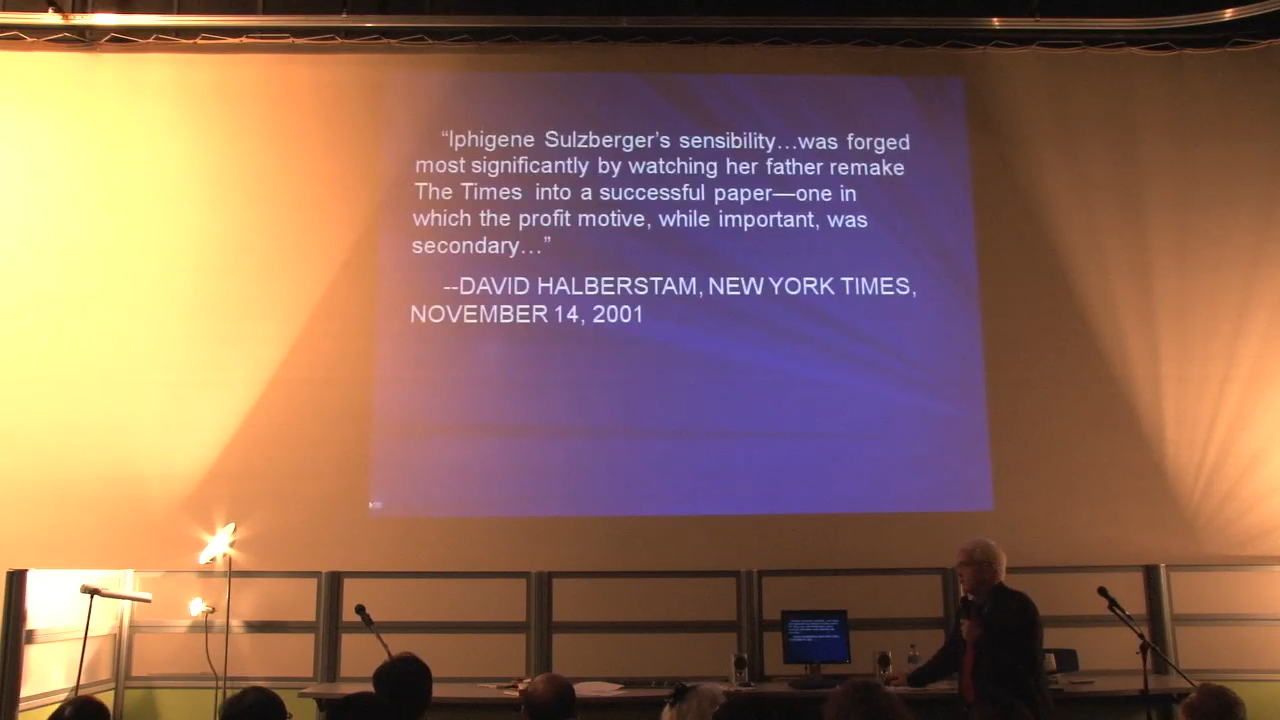 “Iphigene Sulzberger’s sensibility…was forged
most significantly by watching her father remake
The Times into a successful paper—one in
which the profit motive, while important, was
secondary…”
--DAVID HALBERSTAM, NEW YORK TIMES,
NOVEMBER 14, 2001